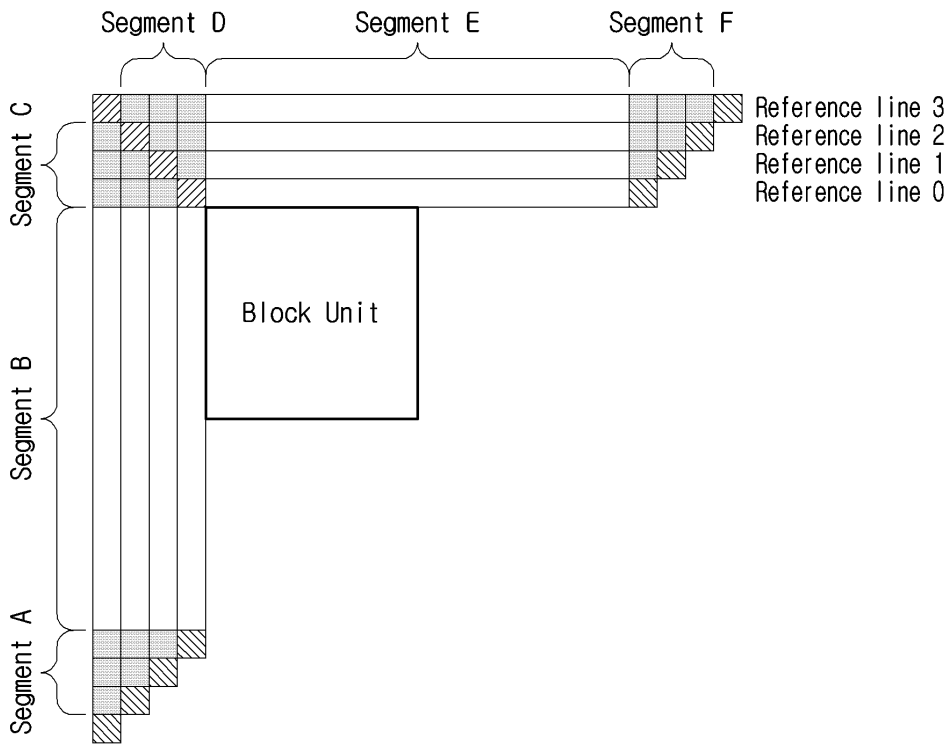 Segment D
Segment E
Segment F
Segment C
Reference line 3
Reference line 2
Reference line 1
Reference line 0
Block Unit
Segment B
Segment A